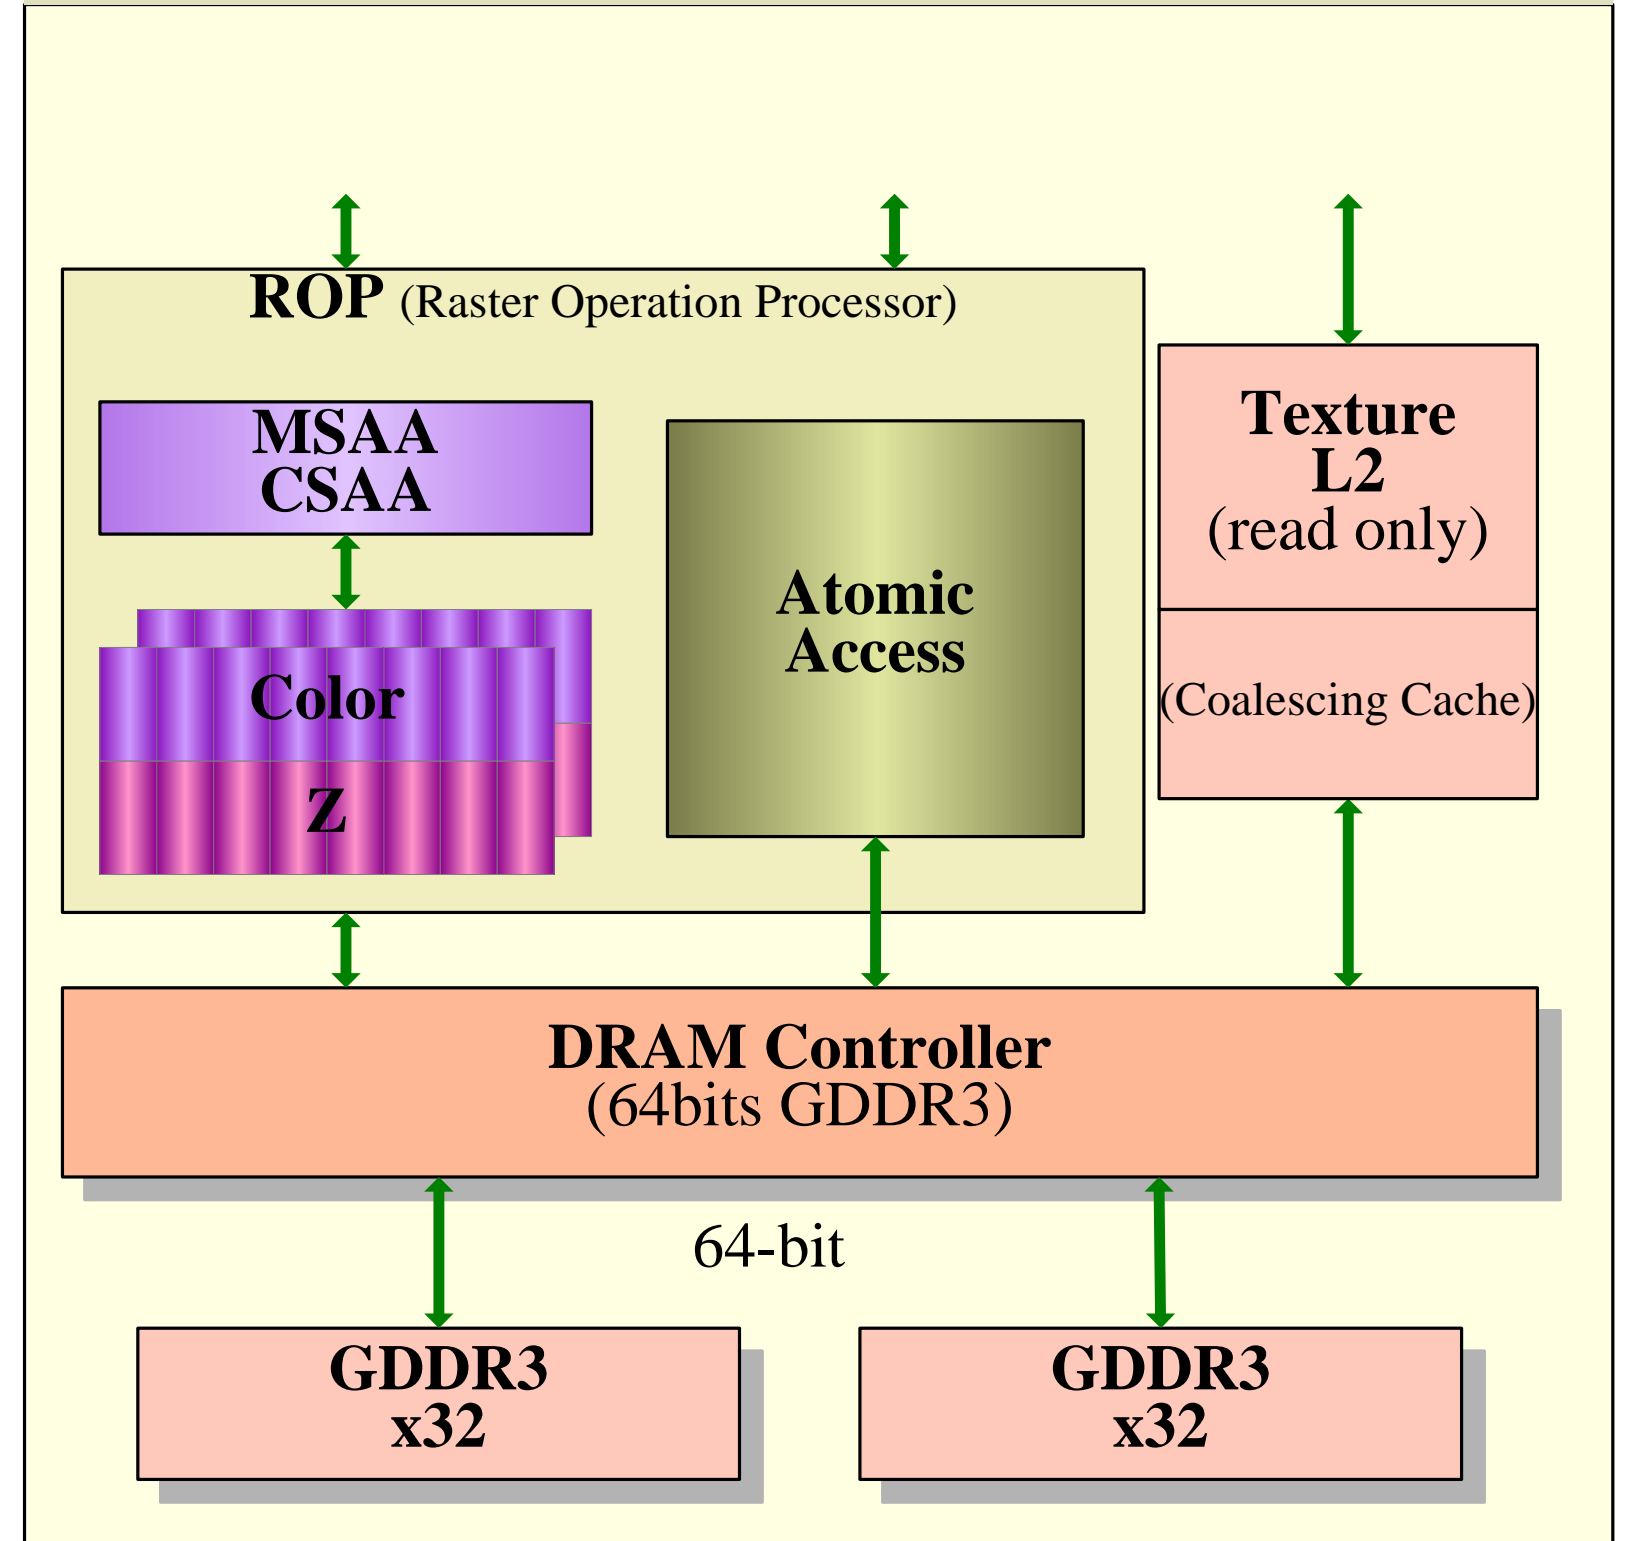 ROP (Raster Operation Processor)
MSAA
CSAA
Color
Z
Atomic
Access
Texture
L2
(read only)
(Coalescing Cache)
DRAM Controller
(64bits GDDR3)
64-bit
GDDR3
x32
GDDR3
x32